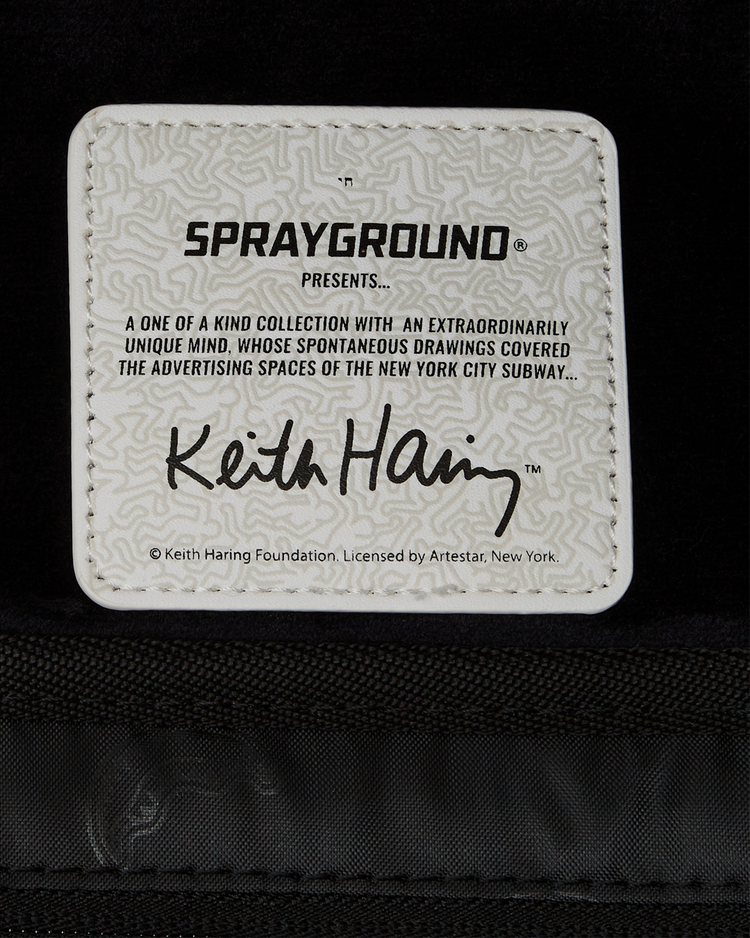 חי
SPRAYGROUND®
PRESENTS...
A ONE OF A KIND COLLECTION WITH AN EXTRAORDINARILY
UNIQUE MIND, WHOSE SPONTANEOUS DRAWINGS COVERED
THE ADVERTISING SPACES OF THE NEW YORK CITY SUBWAY...
Keith Haring™
© Keith Haring Foundation. Licensed by Artestar, New York.